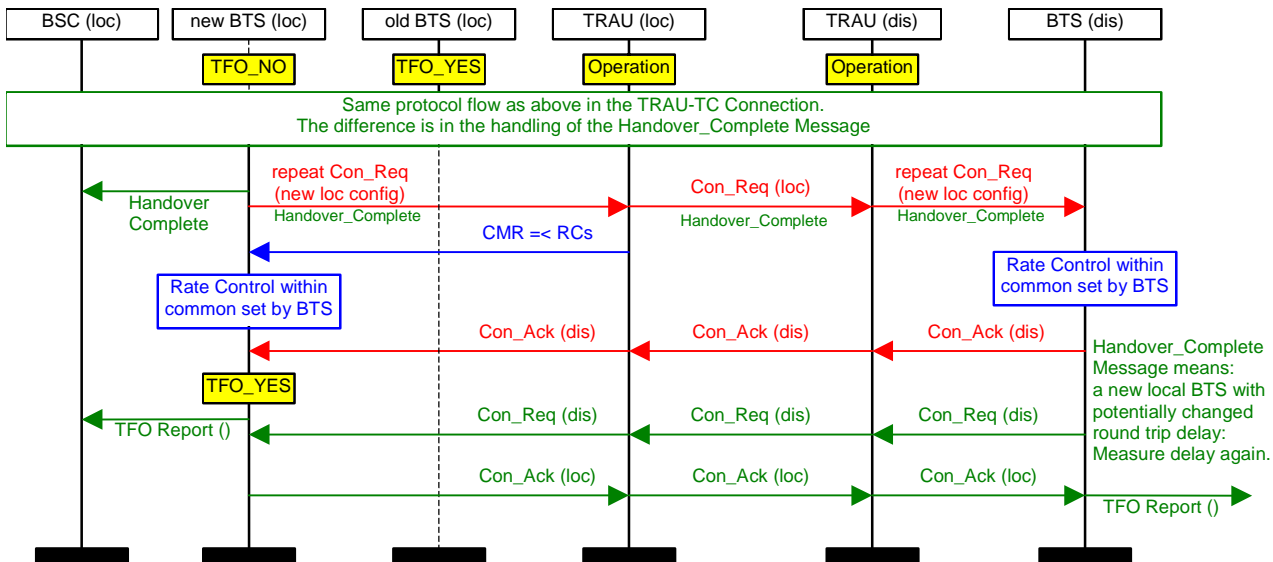 BSC (loc)
new BTS (loc)
old BTS (loc)
TRAU (loc)
TRAU (dis)
BTS (dis)
TFO_NO
TFO_YES
Operation
Operation
Same protocol flow as above in the TRAU-TC Connection.
The difference is in the handling of the Handover_Complete Message
Handover
Complete
repeat Con_Req
(new loc config)
Handover_Complete
Con_Req (loc)
Handover_Complete
repeat Con_Req
(new loc config)
Handover_Complete
CMR =< RCs
Rate Control within
common set by BTS
Rate Control within
common set by BTS
Con_Ack (dis)
Con_Ack (dis)
Con_Ack (dis)
Handover_Complete
Message means:
a new local BTS with
potentially changed
round trip delay:
Measure delay again.
TFO_YES
TFO Report ()
Con_Req (dis)
Con_Req (dis)
Con_Req (dis)
Con_Ack (loc)
Con_Ack (loc)
Con_Ack (loc)
TFO Report ()